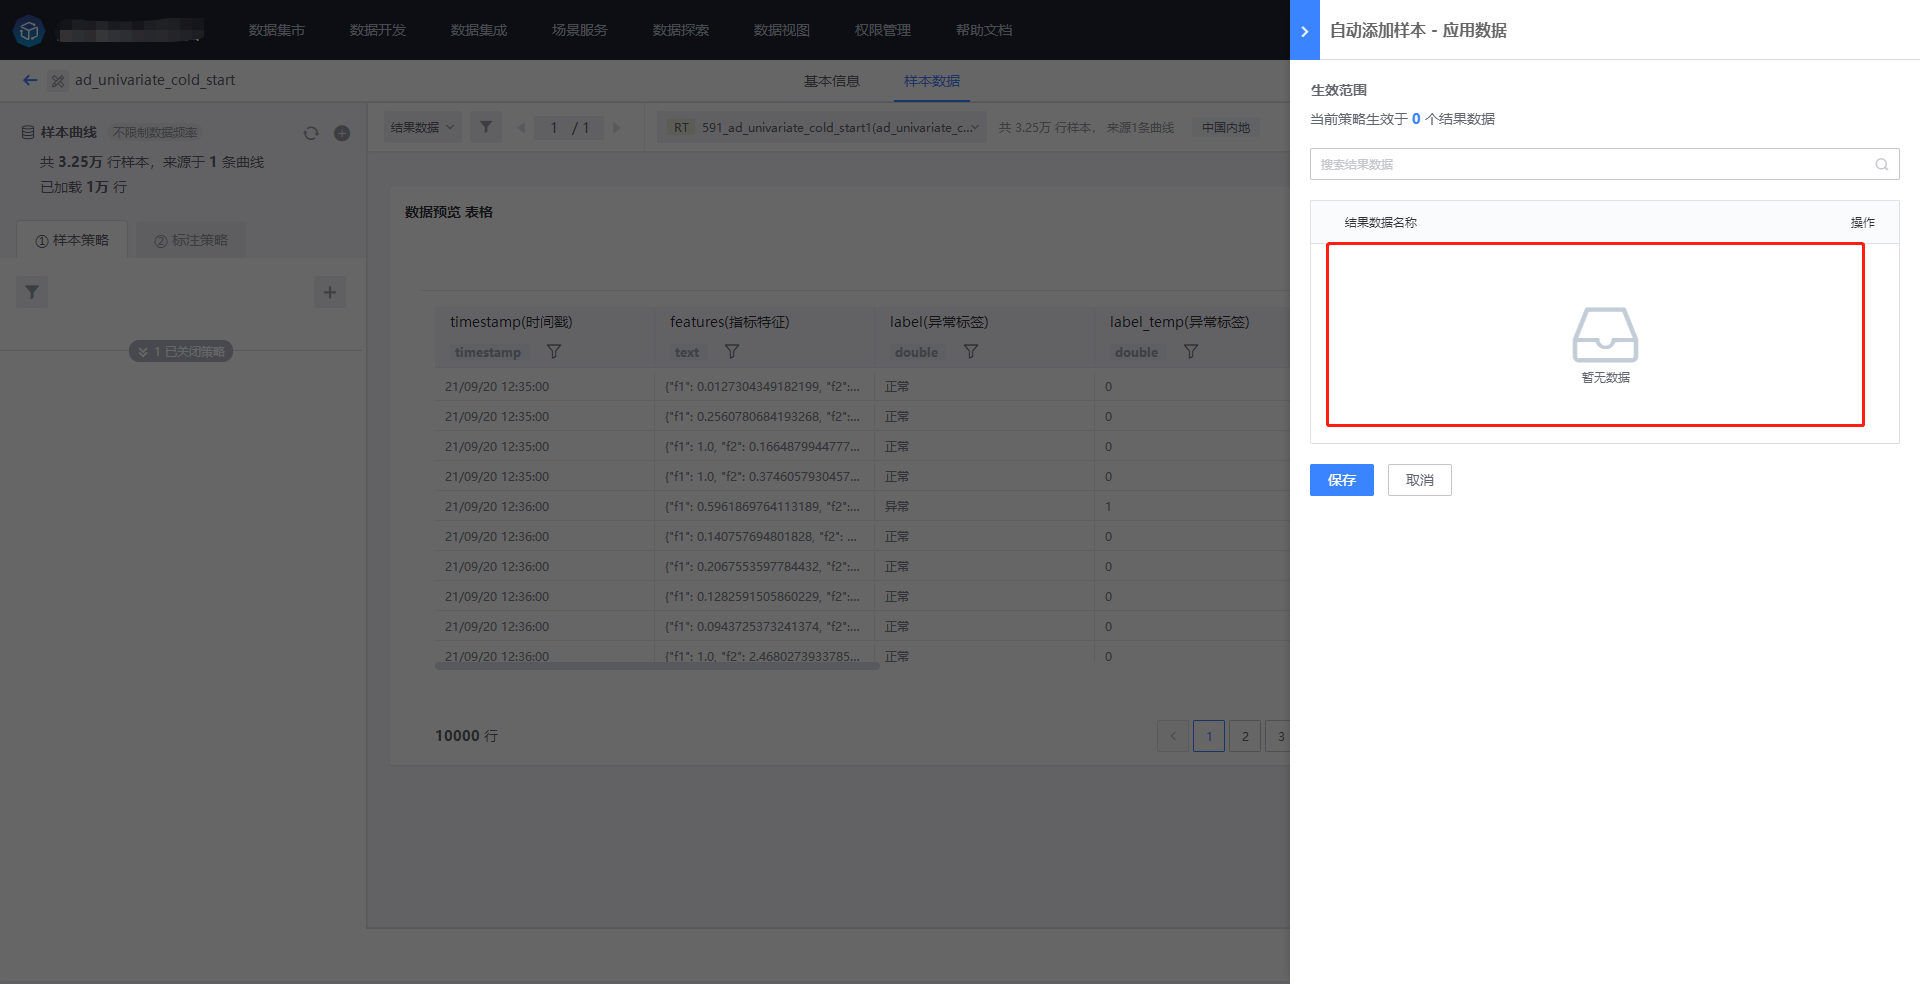 数据集市 数据开发 数据集成 场景服务 数据探索 数据视图 权限管理 帮助文档
自动添加样本 - 应用数据
ad_univariate_cold_start
基本信息 样本数据
生效范围
当前策略生效于 0 个结果数据
搜索结果数据
结果数据名称 操作
暂无数据
保存 取消
样本曲线 不限制数据频率
共 3.25万 行样本，来源于 1 条曲线
已加载 1万 行
① 样本策略 ② 标注策略
1 已关闭策略
结果数据 1 / 1 RT 591_ad_univariate_cold_start1(ad_univariate_c... 共 3.25万 行样本， 来源1条曲线 中国内地
数据预览 表格
timestamp(时间戳) features(指标特征) label(异常标签) label_temp(异常标签)
timestamp text double double
21/09/20 12:35:00 {"f1": 0.0127304349182199, "f2":... 正常 0
21/09/20 12:35:00 {"f1": 0.2560780684193268, "f2":... 正常 0
21/09/20 12:35:00 {"f1": 1.0, "f2": 0.1664879944777... 正常 0
21/09/20 12:35:00 {"f1": 1.0, "f2": 0.3746057930457... 正常 0
21/09/20 12:36:00 {"f1": 0.5961869764113189, "f2":... 异常 1
21/09/20 12:36:00 {"f1": 0.140757694801828, "f2": ... 正常 0
21/09/20 12:36:00 {"f1": 0.2067553597784432, "f2":... 正常 0
21/09/20 12:36:00 {"f1": 0.1282591505860229, "f2":... 正常 0
21/09/20 12:36:00 {"f1": 0.0943725373241374, "f2":... 正常 0
21/09/20 12:36:00 {"f1": 1.0, "f2": 2.4680273933785... 正常 0
10000 行
1 2 3